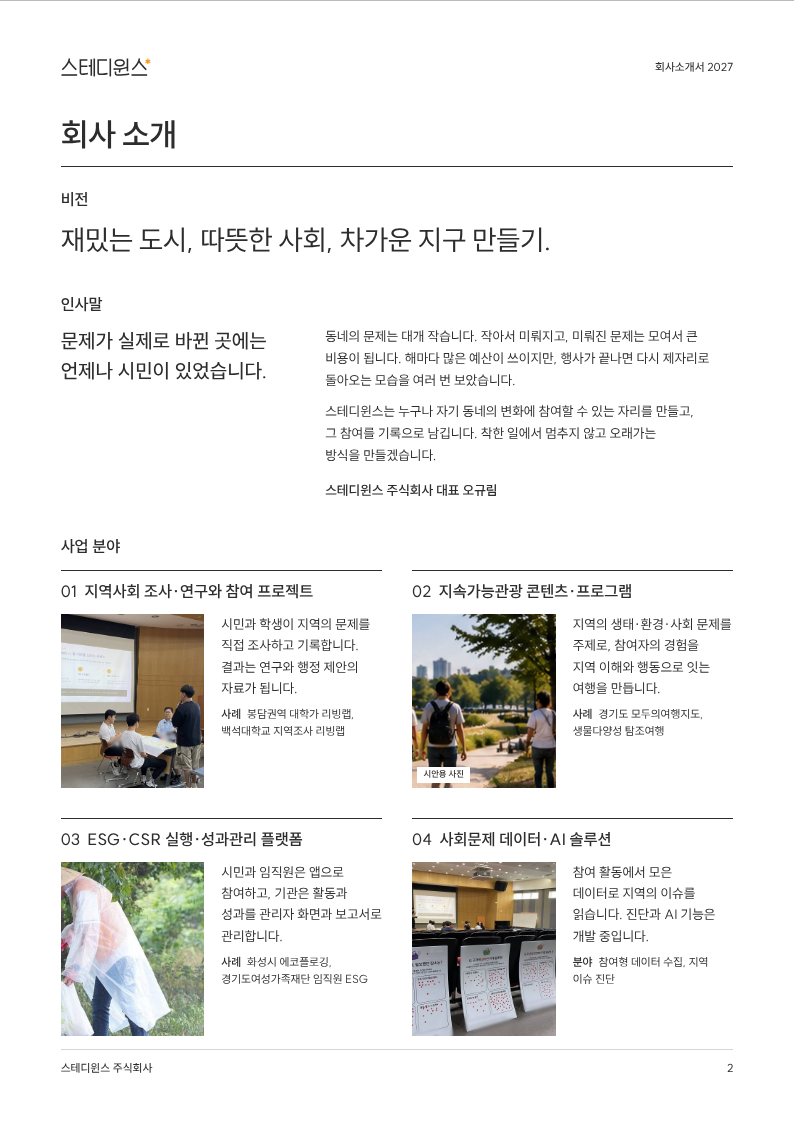 스테디원스*
회사소개서 2027
회사 소개
비전
재밌는 도시, 따뜻한 사회, 차가운 지구 만들기.
인사말
문제가 실제로 바뀐 곳에는
언제나 시민이 있었습니다.
동네의 문제는 대개 작습니다. 작아서 미뤄지고, 미뤄진 문제는 모여서 큰
비용이 됩니다. 해마다 많은 예산이 쓰이지만, 행사가 끝나면 다시 제자리로
돌아오는 모습을 여러 번 보았습니다.
스테디원스는 누구나 자기 동네의 변화에 참여할 수 있는 자리를 만들고,
그 참여를 기록으로 남깁니다. 착한 일에서 멈추지 않고 오래가는
방식을 만들겠습니다.
스테디원스 주식회사 대표 오규림
사업 분야
01 지역사회 조사·연구와 참여 프로젝트
시민과 학생이 지역의 문제를
직접 조사하고 기록합니다.
결과는 연구와 행정 제안의
자료가 됩니다.
사례 봉담권역 대학가 리빙랩,
백석대학교 지역조사 리빙랩
02 지속가능관광 콘텐츠·프로그램
시안용 사진
지역의 생태·환경·사회 문제를
주제로, 참여자의 경험을
지역 이해와 행동으로 잇는
여행을 만듭니다.
사례 경기도 모두의여행지도,
생물다양성 탐조여행
03 ESG·CSR 실행·성과관리 플랫폼
시민과 임직원은 앱으로
참여하고, 기관은 활동과
성과를 관리자 화면과 보고서로
관리합니다.
사례 화성시 에코플로깅,
경기도여성가족재단 임직원 ESG
04 사회문제 데이터·AI 솔루션
참여 활동에서 모은
데이터로 지역의 이슈를
읽습니다. 진단과 AI 기능은
개발 중입니다.
분야 참여형 데이터 수집, 지역
이슈 진단
스테디원스 주식회사
2